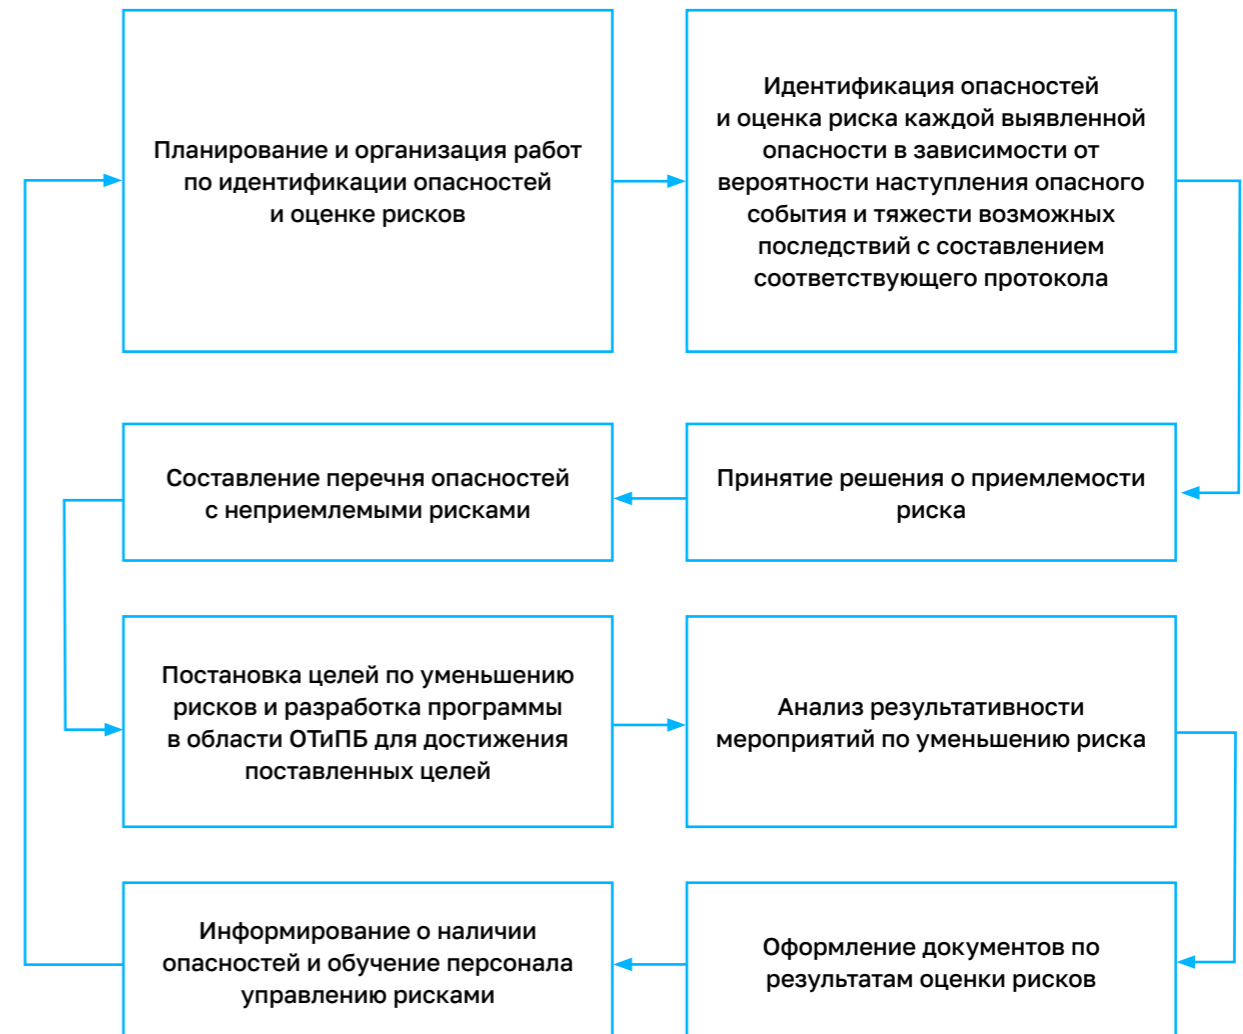 Планирование и организация работ
по идентификации опасностей
и оценке рисков
Идентификация опасностей
и оценка риска каждой выявленной
опасности в зависимости от
вероятности наступления опасного
события и тяжести возможных
последствий с составлением
соответствующего протокола
Принятие решения о приемлемости
риска
Составление перечня опасностей
с неприемлемыми рисками
Постановка целей по уменьшению
рисков и разработка программы
в области ОТиПБ для достижения
поставленных целей
Анализ результативности
мероприятий по уменьшению риска
Оформление документов по
результатам оценки рисков
Информирование о наличии
опасностей и обучение персонала
управлению рисками